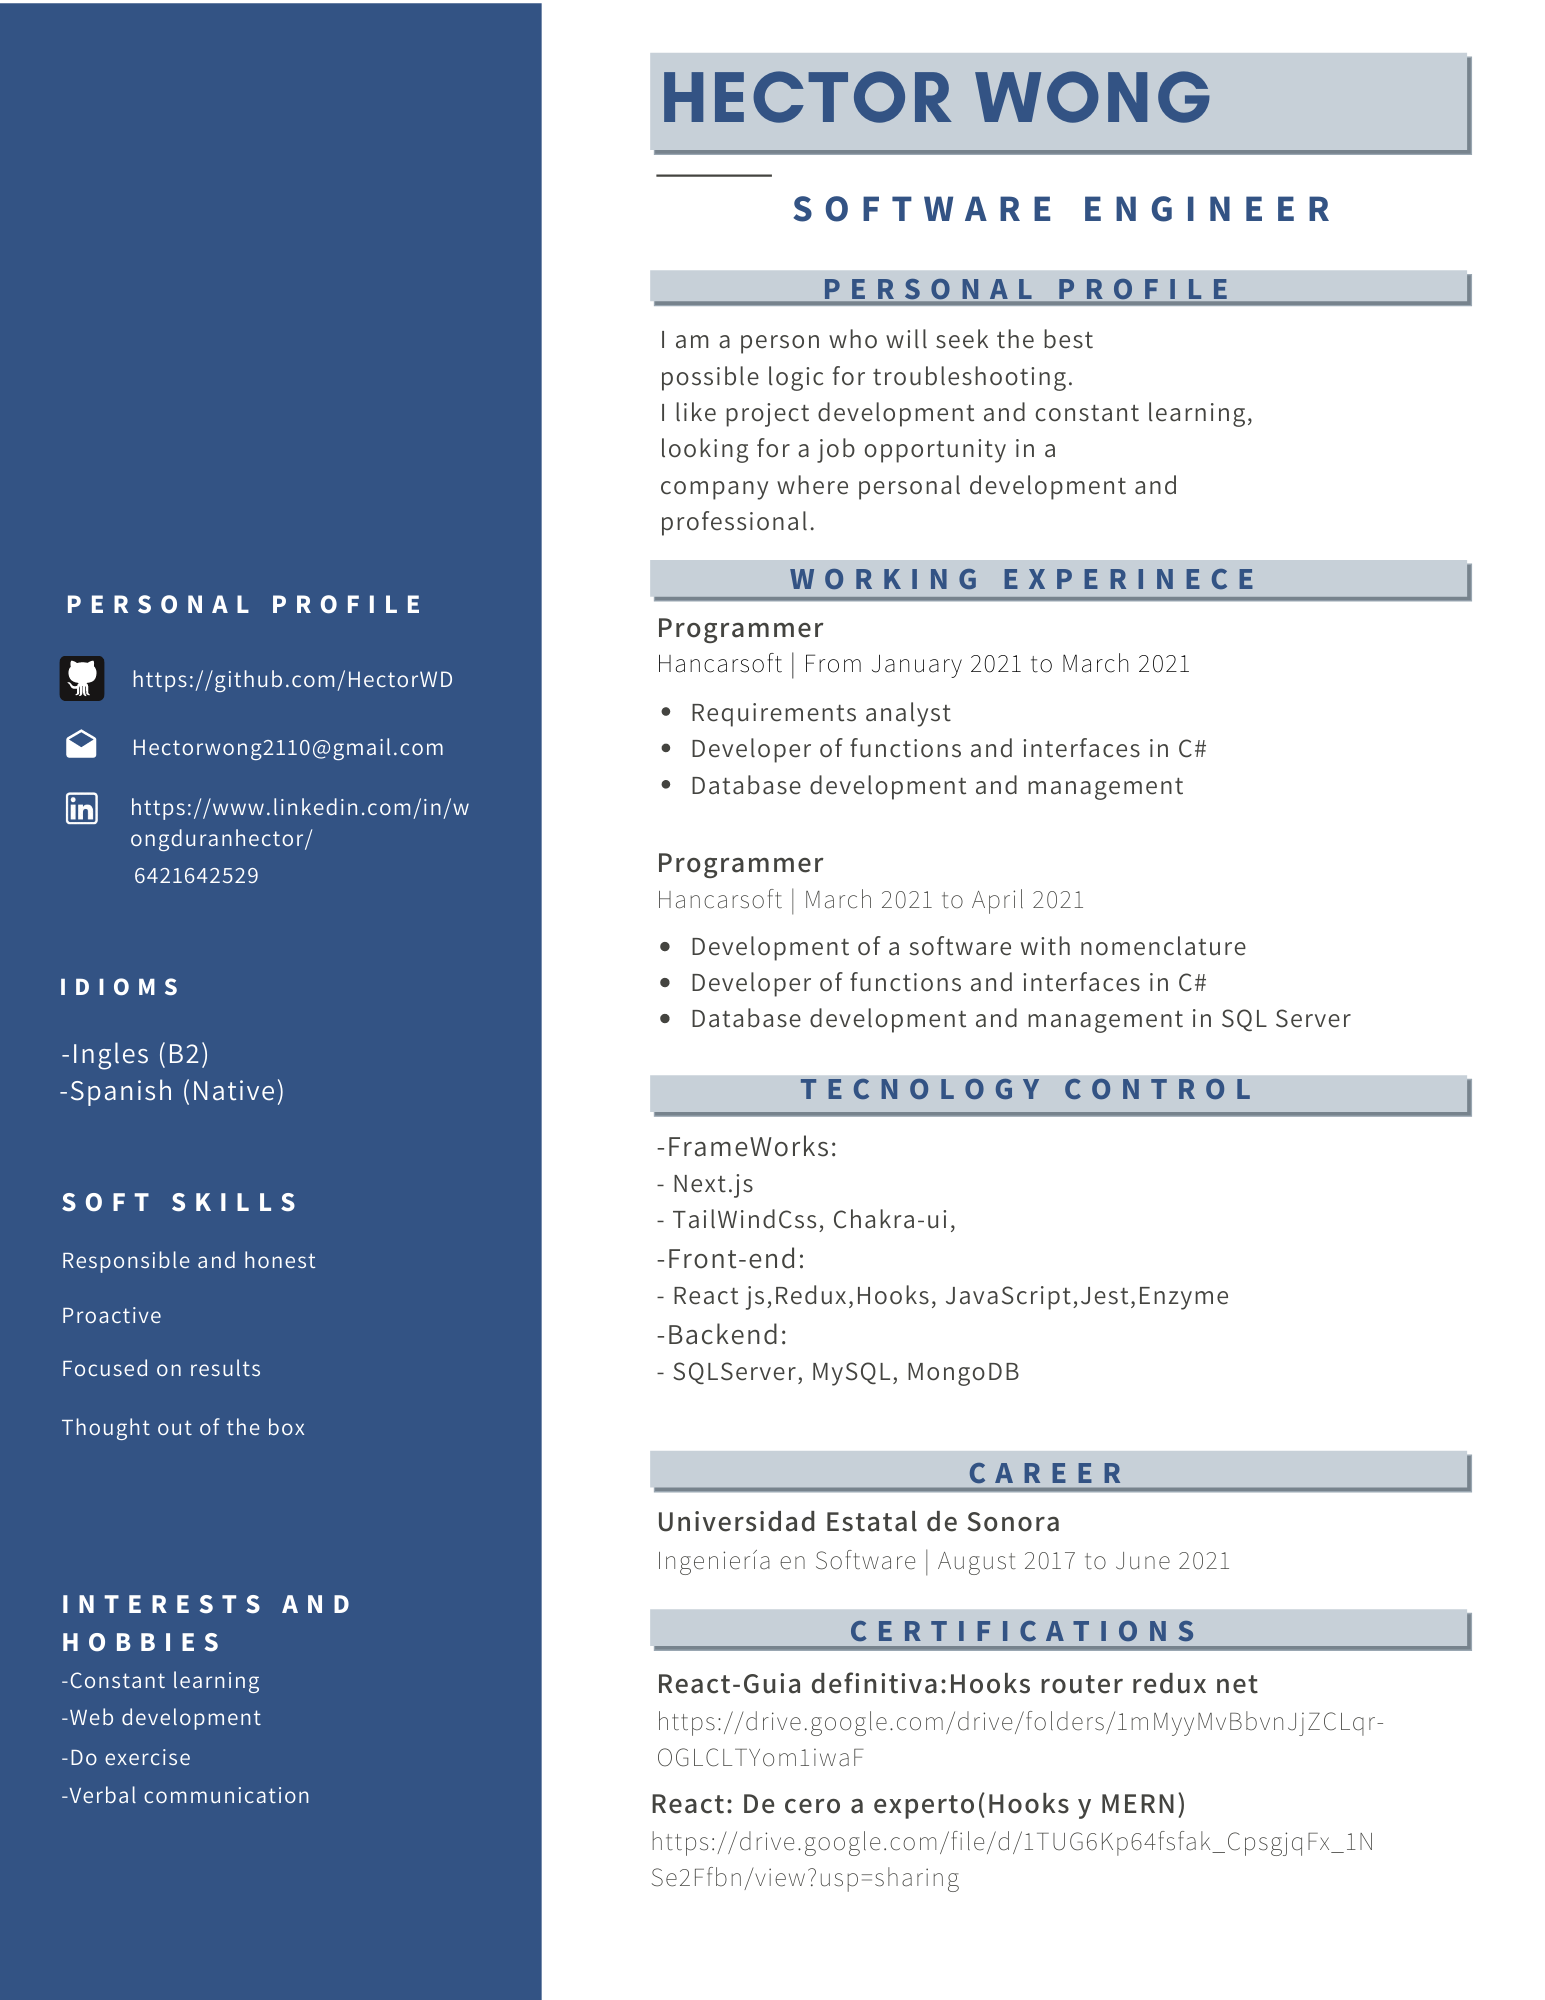 HECTOR WONG
SOFTWARE ENGINEER
PERSONAL PROFILE
I am a person who will seek the best
possible logic for troubleshooting.
I like project development and constant learning,
looking for a job opportunity in a
company where personal development and
professional.
WORKING EXPERINECE
Programmer
Hancarsoft | From January 2021 to March 2021
• Requirements analyst
• Developer of functions and interfaces in C#
• Database development and management
Programmer
Hancarsoft | March 2021 to April 2021
• Development of a software with nomenclature
• Developer of functions and interfaces in C#
• Database development and management in SQL Server
TECNOLOGY CONTROL
-FrameWorks:
- Next.js
- TailWindCss, Chakra-ui,
-Front-end:
- React js,Redux,Hooks, JavaScript,Jest,Enzyme
-Backend:
- SQLServer, MySQL, MongoDB
CAREER
Universidad Estatal de Sonora
Ingeniería en Software | August 2017 to June 2021
CERTIFICATIONS
React-Guia definitiva:Hooks router redux net
https://drive.google.com/drive/folders/1mMyyMvBbvnJjZCLqr-
OGLCLTYom1iwaF
React: De cero a experto(Hooks y MERN)
https://drive.google.com/file/d/1TUG6Kp64fsfak_CpsgjqFx_1N
Se2Ffbn/view?usp=sharing
PERSONAL PROFILE
https://github.com/HectorWD
Hectorwong2110@gmail.com
in
https://www.linkedin.com/in/w
ongduranhector/
6421642529
IDIOMS
-Ingles (B2)
-Spanish (Native)
SOFT SKILLS
Responsible and honest
Proactive
Focused on results
Thought out of the box
INTERESTS AND
HOBBIES
-Constant learning
-Web development
-Do exercise
-Verbal communication